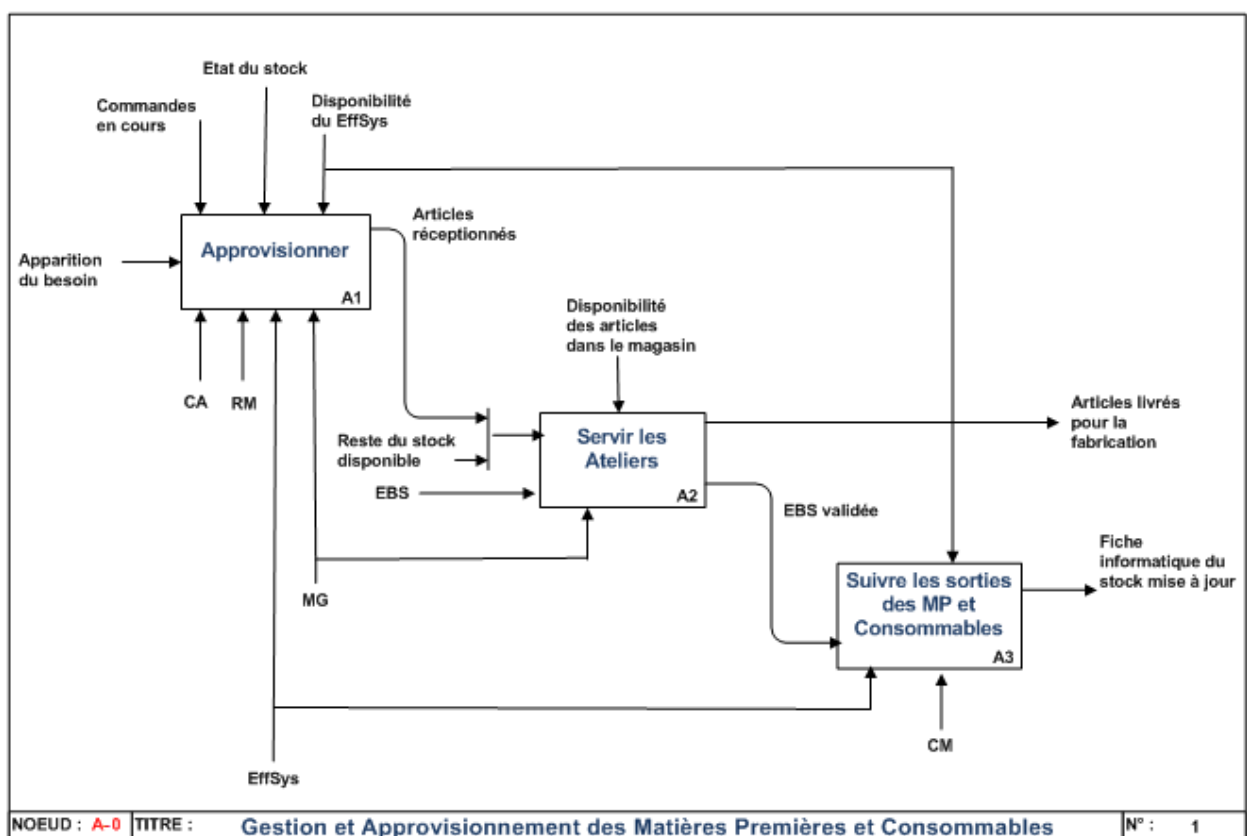 Etat du stock
Commandes
en cours
Disponibilité
du EffSys
Articles
réceptionnés
Approvisionner
A1
Apparition
du besoin
Disponibilité
des articles
dans le magasin
CA
RM
Articles livrés
pour la
fabrication
Servir les
Ateliers
A2
Reste du stock
disponible
EBS
EBS validée
Fiche
informatique du
stock mise à jour
Suivre les sorties
des MP et
Consommables
A3
MG
CM
EffSys
NOEUD : A-0 TITRE : Gestion et Approvisionnement des Matières Premières et Consommables N° : 1